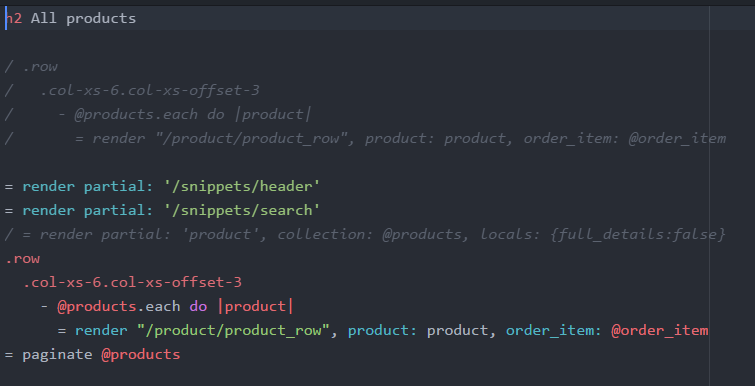 h2 All products
/ .row
/   .col-xs-6.col-xs-offset-3
/     - @products.each do |product|
/       = render "/product/product_row", product: product, order_item: @order_item
= render partial: '/snippets/header'
= render partial: '/snippets/search'
/ = render partial: 'product', collection: @products, locals: {full_details:false}
.row
  .col-xs-6.col-xs-offset-3
    - @products.each do |product|
      = render "/product/product_row", product: product, order_item: @order_item
= paginate @products